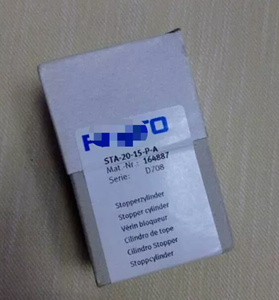 STA-20-15-P-A
Mat. Nr.: 164887
Serie: D708
Stopperzylinder
Stopper cylinder
Vérin bloqueur
Cilindro de tope
Cilindro Stopper
Stoppcylinder